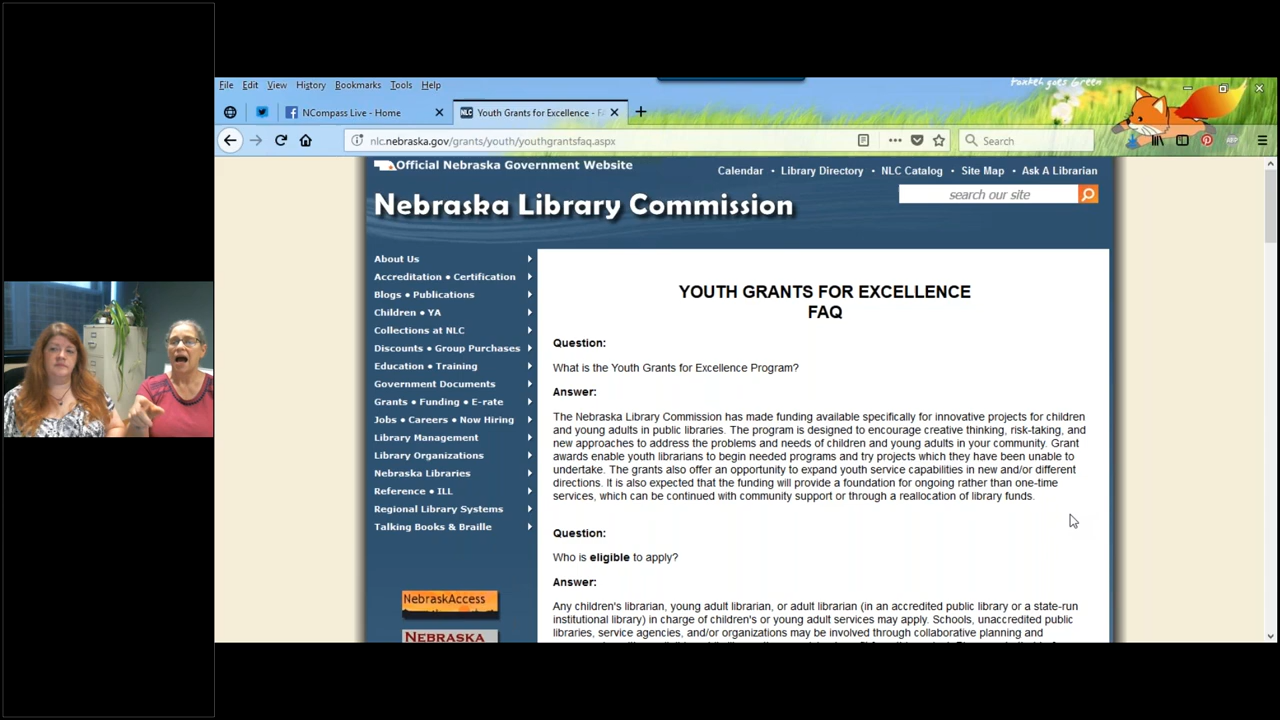 Foxkeh goes Green
File Edit View History Bookmarks Tools Help
NCompass Live - Home
NLC Youth Grants for Excellence - FA
nlc.nebraska.gov/grants/youth/youthgrantsfaq.aspx
Search
Official Nebraska Government Website
Calendar • Library Directory • NLC Catalog • Site Map • Ask A Librarian
Nebraska Library Commission
search our site
About Us
Accreditation • Certification
Blogs • Publications
Children • YA
Collections at NLC
Discounts • Group Purchases
Education • Training
Government Documents
Grants • Funding • E-rate
Jobs • Careers • Now Hiring
Library Management
Library Organizations
Nebraska Libraries
Reference • ILL
Regional Library Systems
Talking Books & Braille
NebraskAccess
NEBRASKA
YOUTH GRANTS FOR EXCELLENCE
FAQ
Question:
What is the Youth Grants for Excellence Program?
Answer:
The Nebraska Library Commission has made funding available specifically for innovative projects for children
and young adults in public libraries. The program is designed to encourage creative thinking, risk-taking, and
new approaches to address the problems and needs of children and young adults in your community. Grant
awards enable youth librarians to begin needed programs and try projects which they have been unable to
undertake. The grants also offer an opportunity to expand youth service capabilities in new and/or different
directions. It is also expected that the funding will provide a foundation for ongoing rather than one-time
services, which can be continued with community support or through a reallocation of library funds.
Question:
Who is eligible to apply?
Answer:
Any children's librarian, young adult librarian, or adult librarian (in an accredited public library or a state-run
institutional library) in charge of children's or young adult services may apply. Schools, unaccredited public
libraries, service agencies, and/or organizations may be involved through collaborative planning and